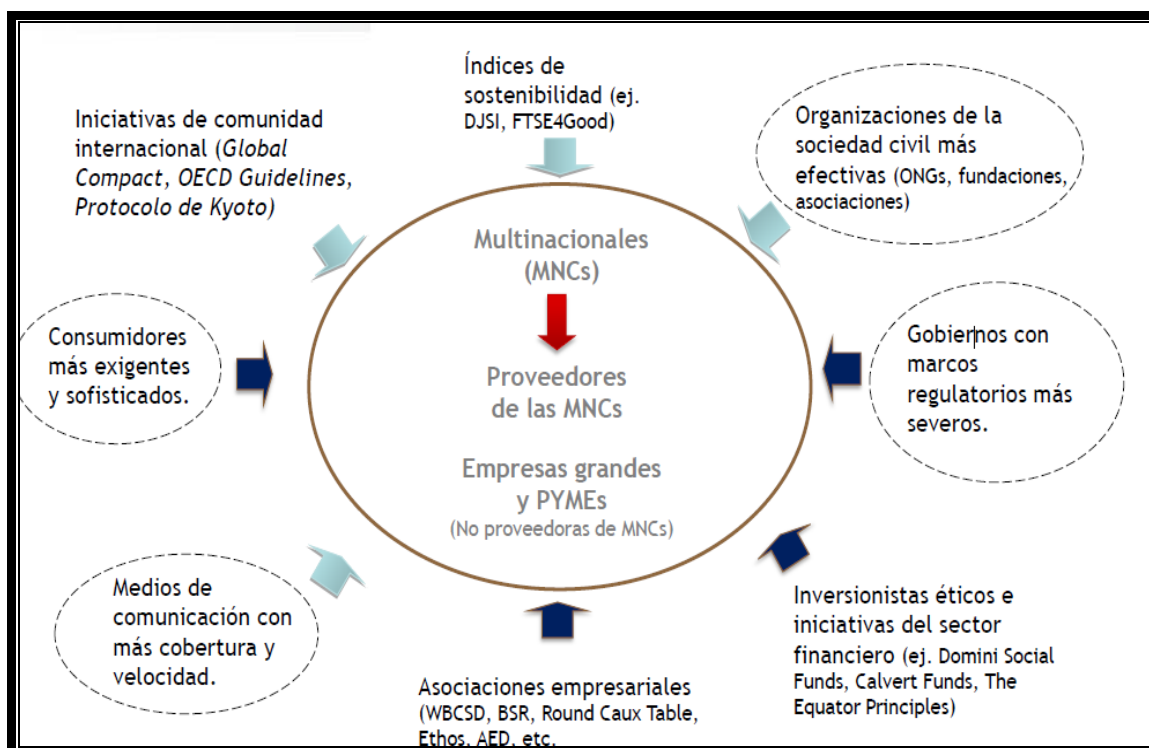 Índices de
sostenibilidad (ej.
DJSI, FTSE4Good)
Iniciativas de comunidad
internacional (Global
Compact, OECD Guidelines,
Protocolo de Kyoto)
Organizaciones de la
sociedad civil más
efectivas (ONGs, fundaciones,
asociaciones)
Multinacionales
(MNCs)
Consumidores
más exigentes
y sofisticados.
Proveedores
de las MNCs
Gobiernos con
marcos
regulatorios más
severos.
Empresas grandes
y PYMEs
(No proveedoras de MNCs)
Medios de
comunicación con
más cobertura y
velocidad.
Asociaciones empresariales
(WBCSD, BSR, Round Caux Table,
Ethos, AED, etc.
Inversionistas éticos e
iniciativas del sector
financiero (ej. Domini Social
Funds, Calvert Funds, The
Equator Principles)